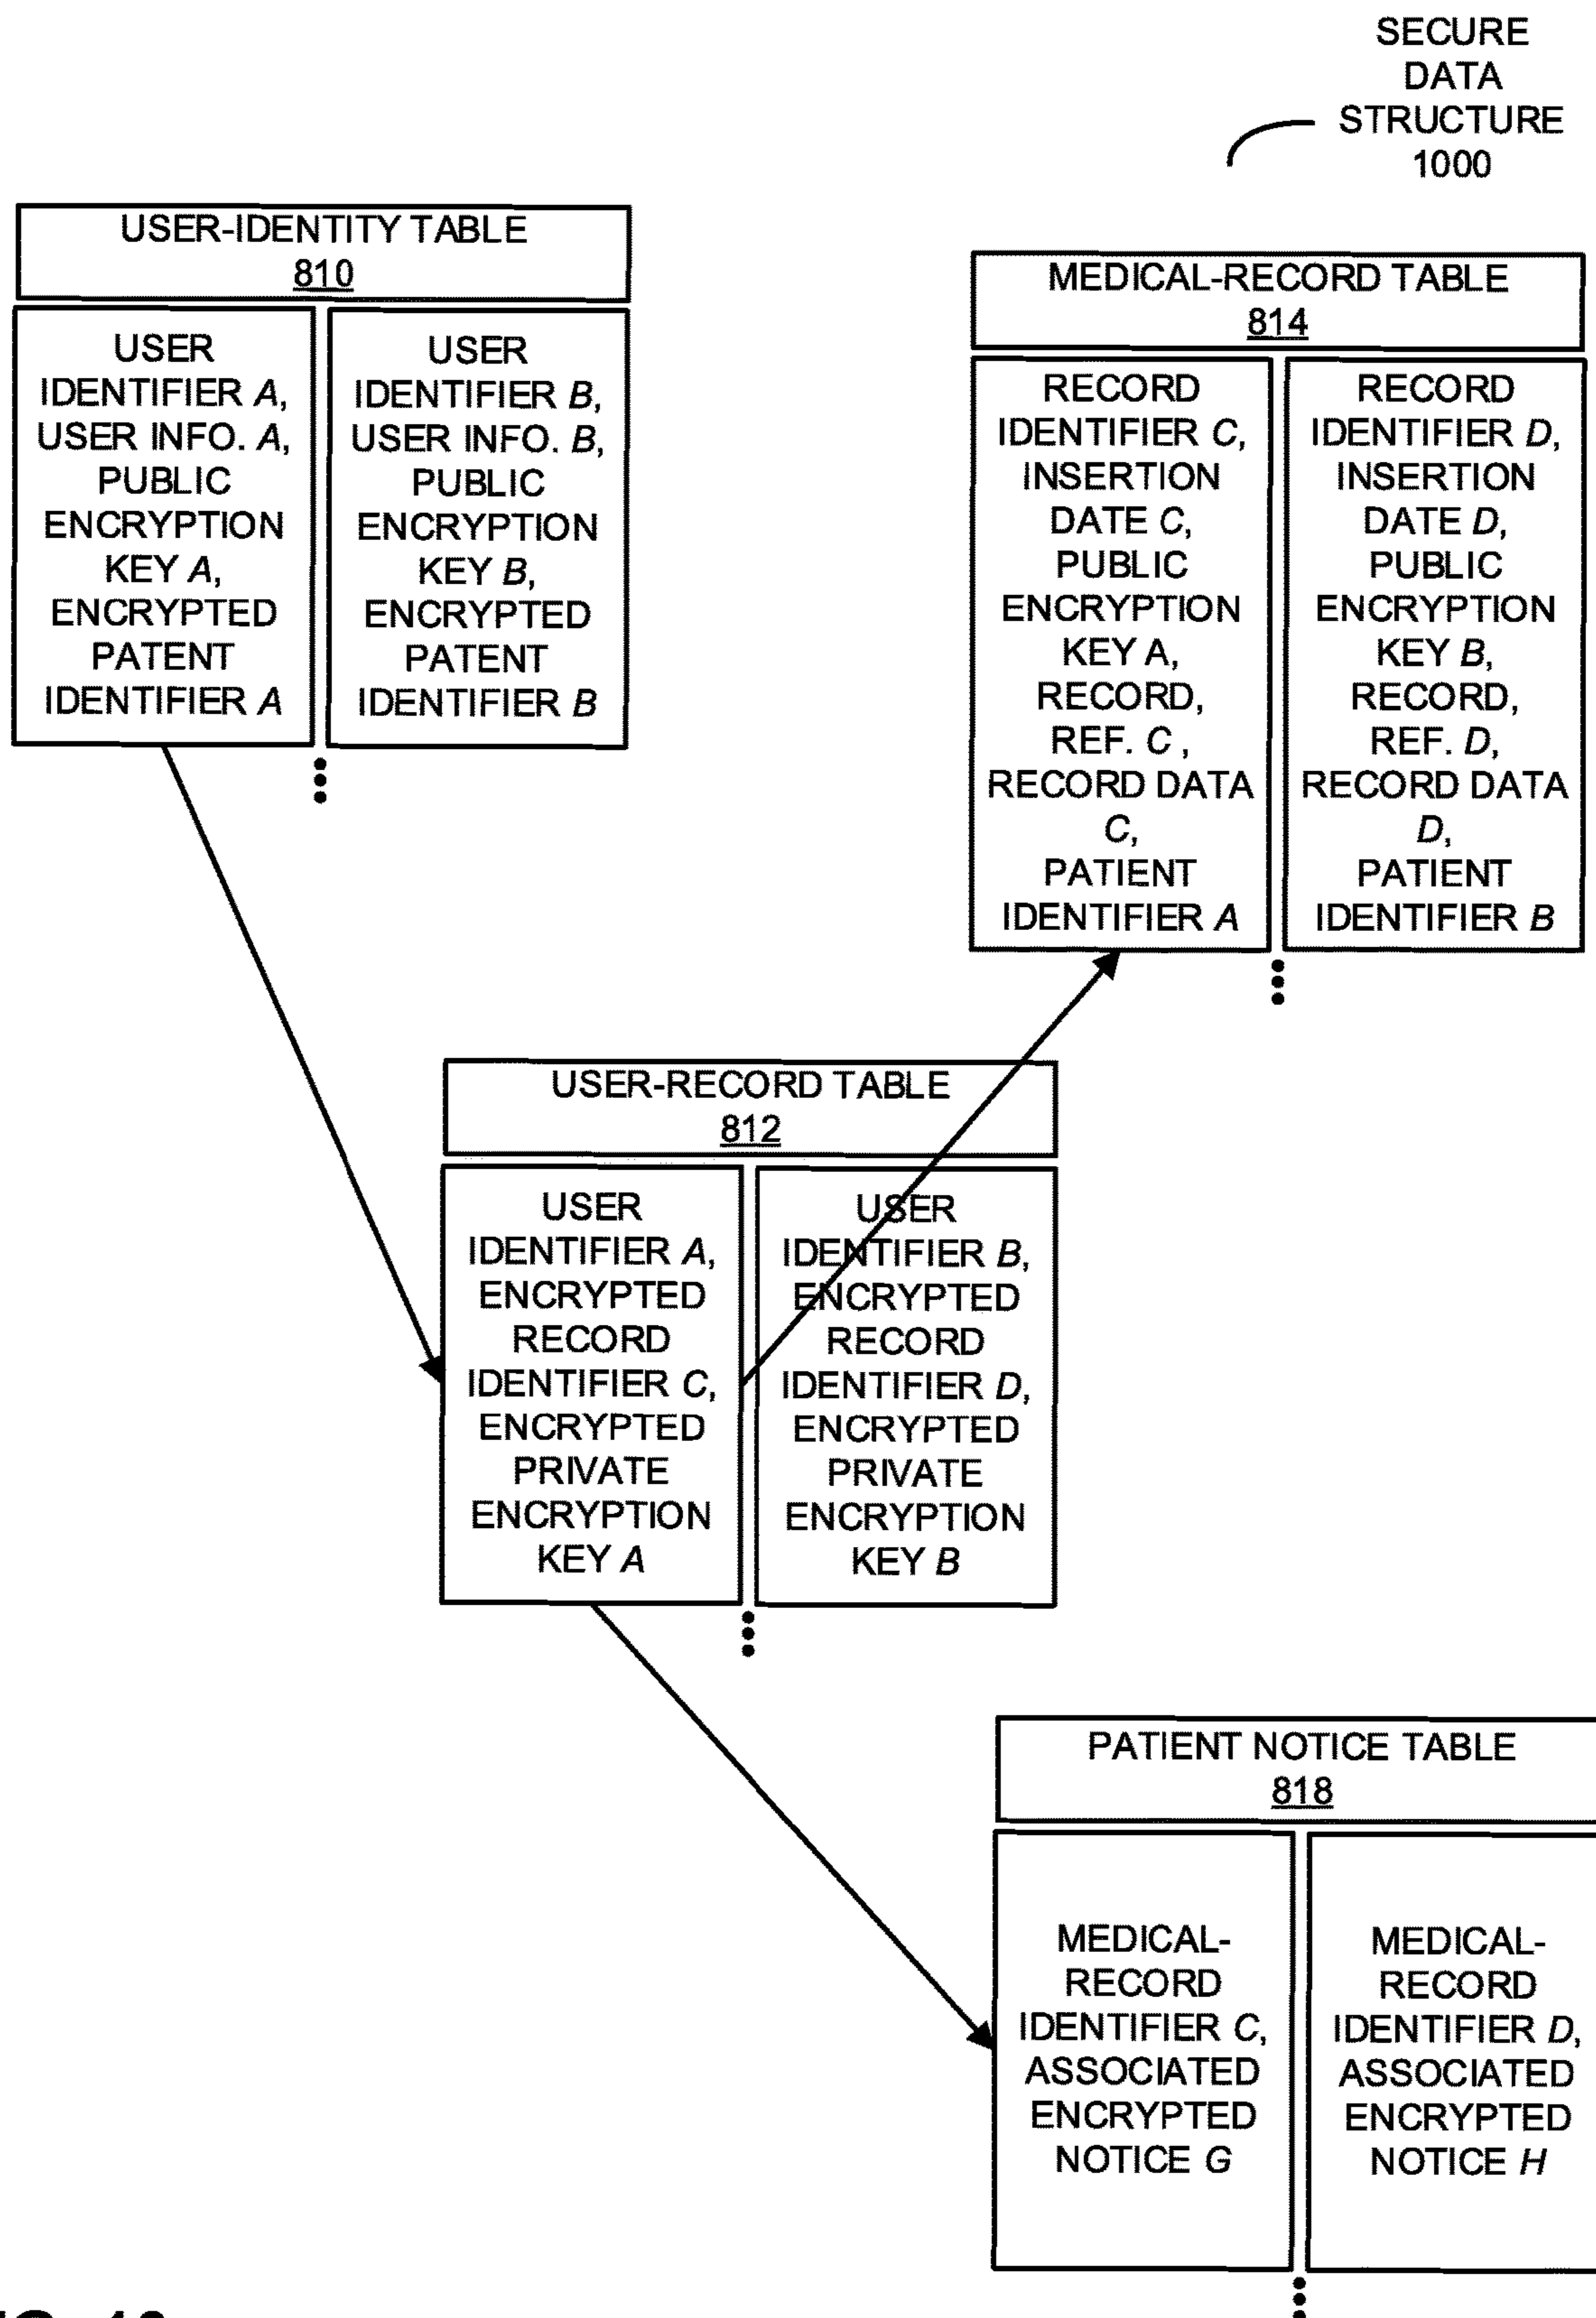 SECURE
DATA
STRUCTURE
1000
USER-IDENTITY TABLE
810
USER
IDENTIFIER A,
USER INFO. A,
PUBLIC
ENCRYPTION
KEY A,
ENCRYPTED
PATENT
IDENTIFIER A
USER
IDENTIFIER B,
USER INFO. B,
PUBLIC
ENCRYPTION
KEY B,
ENCRYPTED
PATENT
IDENTIFIER B
MEDICAL-RECORD TABLE
814
RECORD
IDENTIFIER C,
INSERTION
DATE C,
PUBLIC
ENCRYPTION
KEY A,
RECORD,
REF. C ,
RECORD DATA
C,
PATIENT
IDENTIFIER A
RECORD
IDENTIFIER D,
INSERTION
DATE D,
PUBLIC
ENCRYPTION
KEY B,
RECORD,
REF. D,
RECORD DATA
D,
PATIENT
IDENTIFIER B
USER-RECORD TABLE
812
USER
IDENTIFIER A,
ENCRYPTED
RECORD
IDENTIFIER C,
ENCRYPTED
PRIVATE
ENCRYPTION
KEY A
USER
IDENTIFIER B,
ENCRYPTED
RECORD
IDENTIFIER D,
ENCRYPTED
PRIVATE
ENCRYPTION
KEY B
PATIENT NOTICE TABLE
818
MEDICAL-
RECORD
IDENTIFIER C,
ASSOCIATED
ENCRYPTED
NOTICE G
MEDICAL-
RECORD
IDENTIFIER D,
ASSOCIATED
ENCRYPTED
NOTICE H